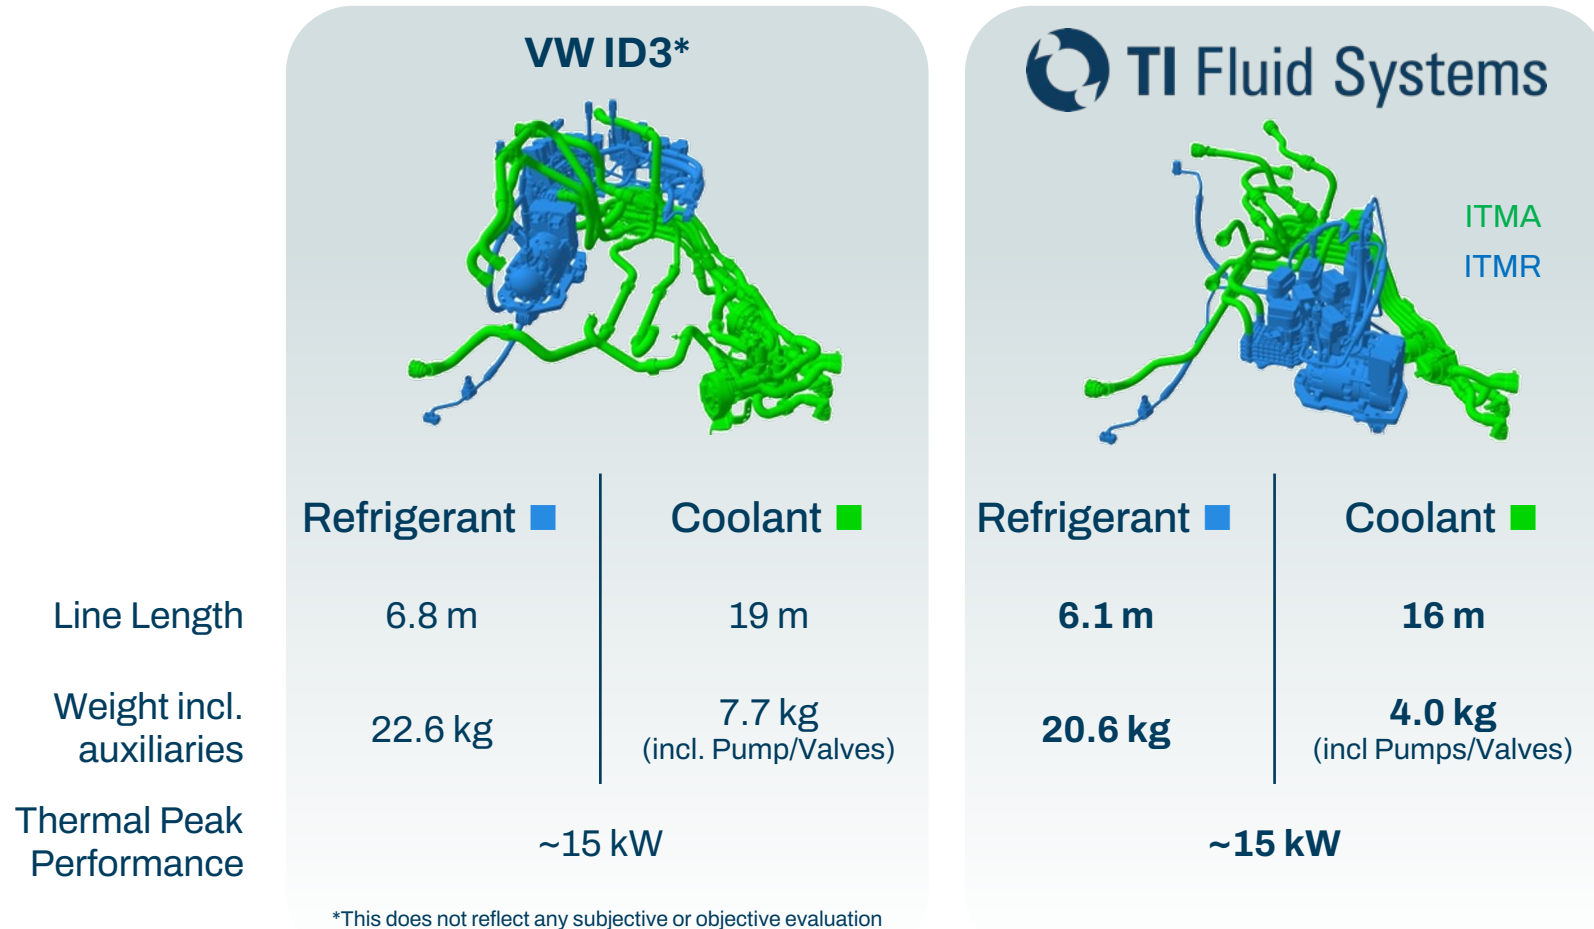 VW ID3*
TI Fluid Systems
ITMA
ITMR
Refrigerant
Coolant
Refrigerant
Coolant
Line Length
6.8 m
19 m
6.1 m
16 m
Weight incl.
auxiliaries
22.6 kg
7.7 kg
(incl. Pump/Valves)
20.6 kg
4.0 kg
(incl Pumps/Valves)
Thermal Peak
Performance
~15 kW
~15 kW
*This does not reflect any subjective or objective evaluation